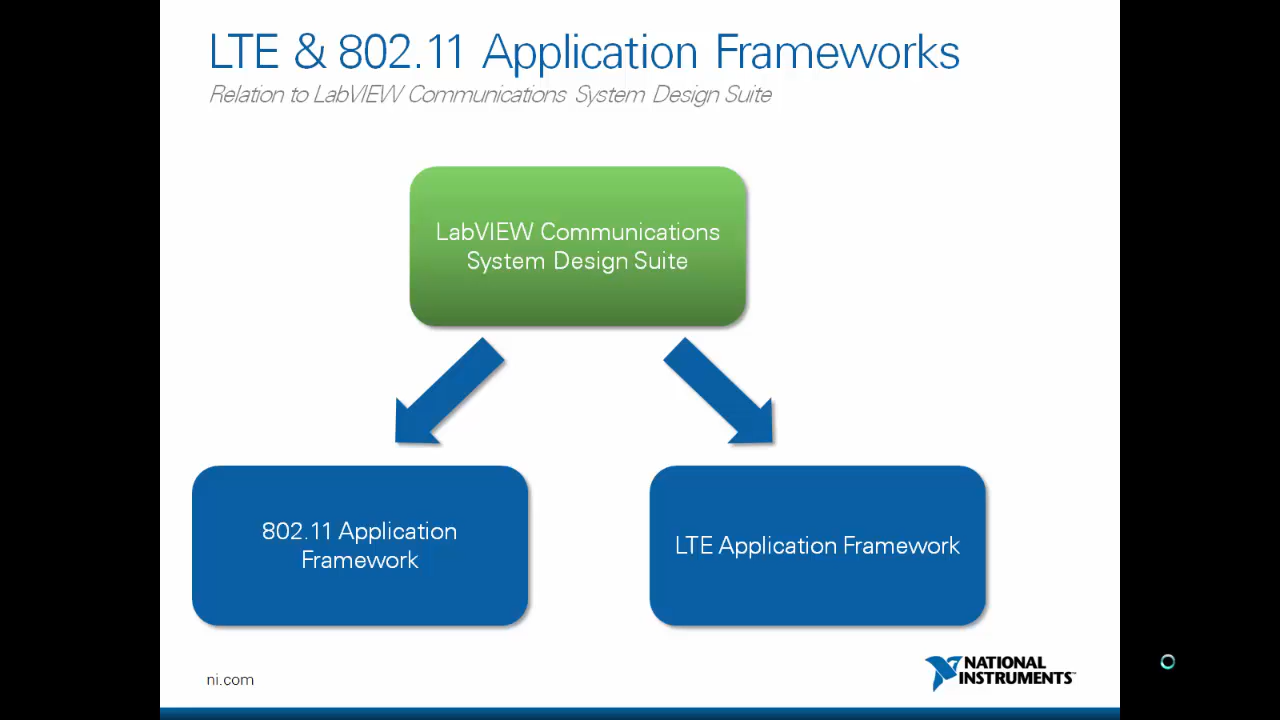 LTE & 802.11 Application Frameworks
Relation to LabVIEW Communications System Design Suite
LabVIEW Communications
System Design Suite
802.11 Application
Framework
LTE Application Framework
ni.com
NATIONAL
INSTRUMENTS™